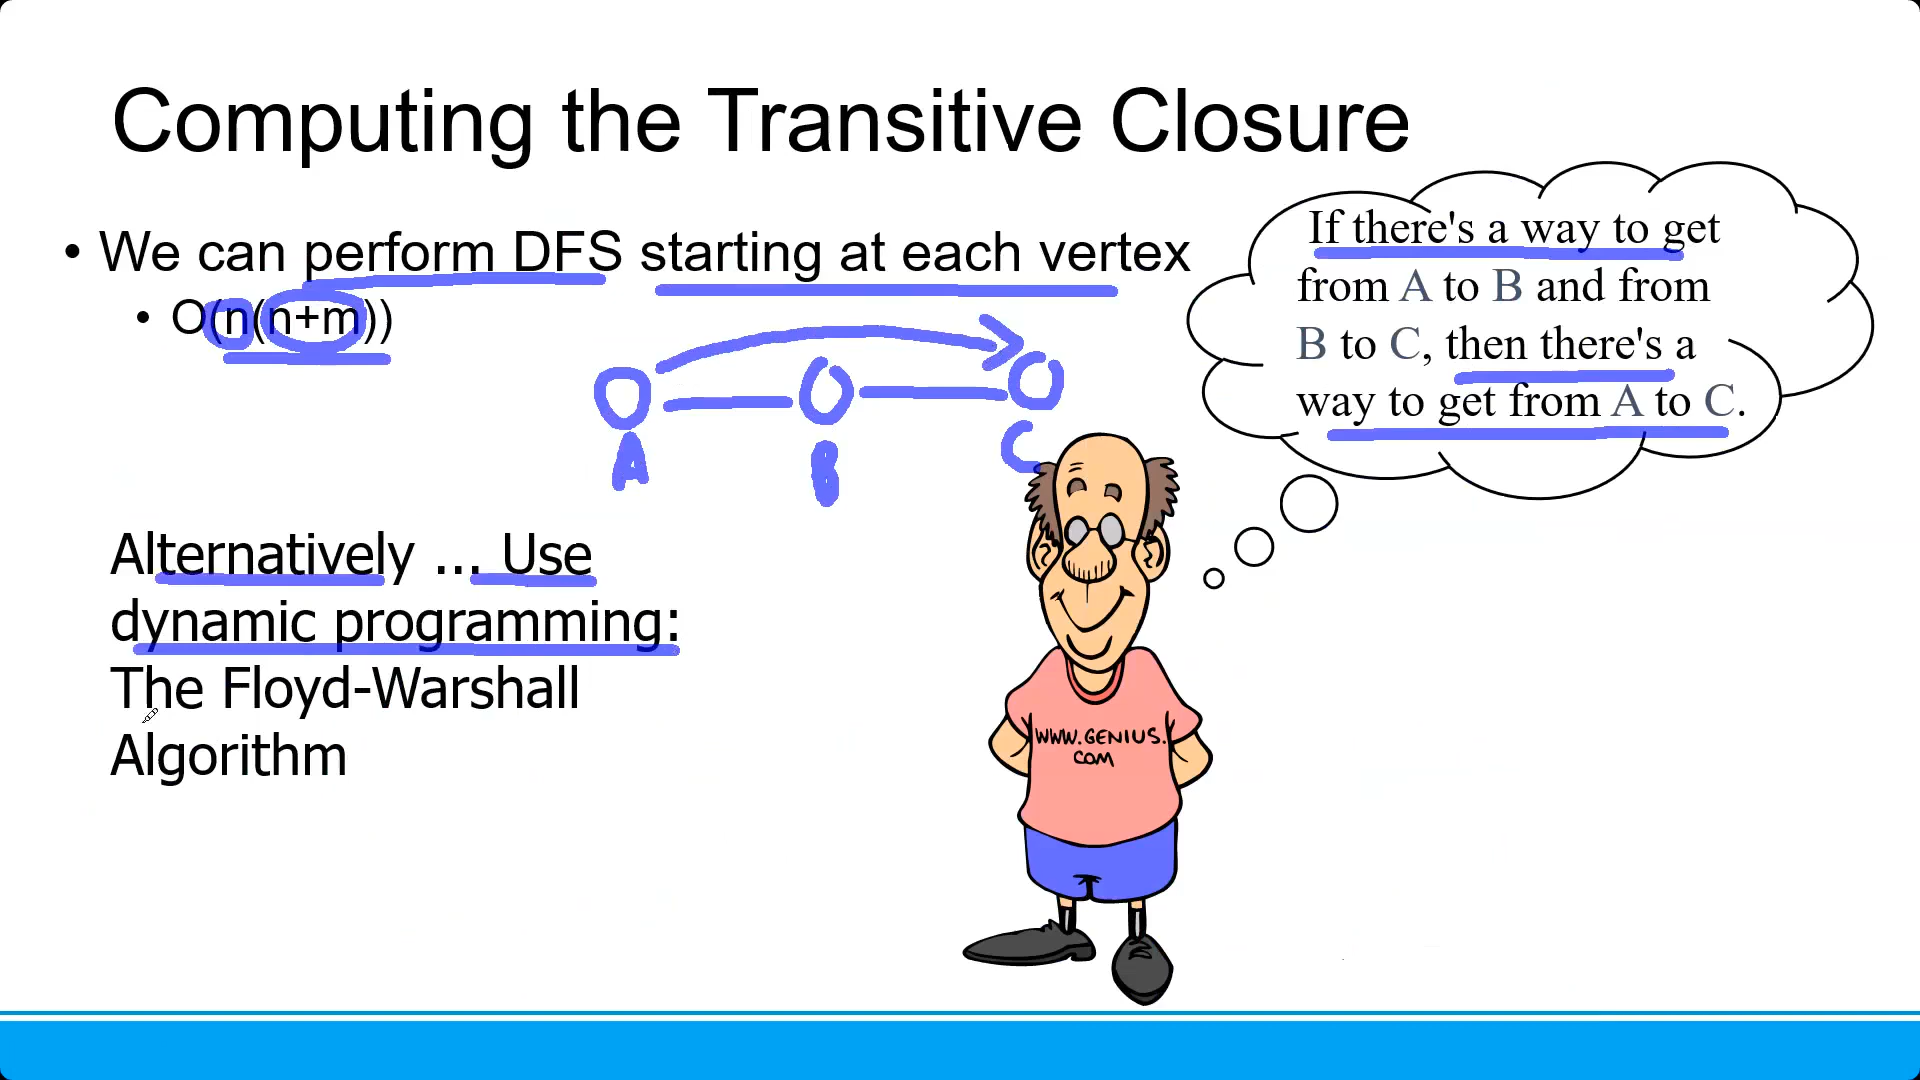 Computing the Transitive Closure
• We can perform DFS starting at each vertex
• O(n(n+m))
If there's a way to get
from A to B and from
B to C, then there's a
way to get from A to C.
A B C
Alternatively ... Use
dynamic programming:
The Floyd-Warshall
Algorithm
WWW.GENIUS.
COM